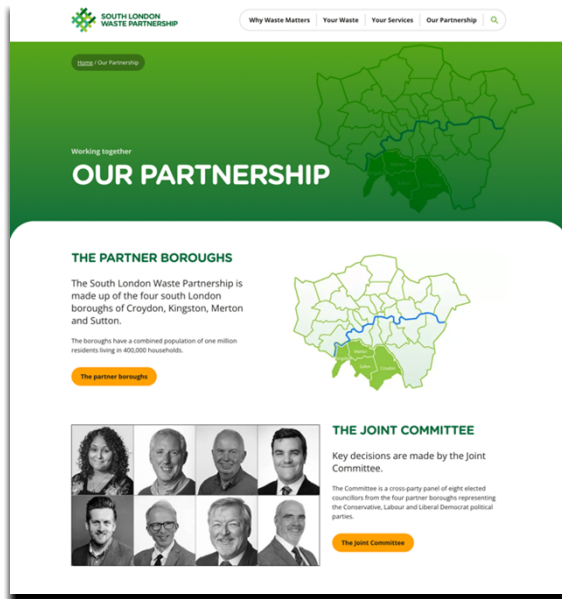 SOUTH LONDON
WASTE PARTNERSHIP
Why Waste Matters
Your Waste
Your Services
Our Partnership
Home / Our Partnership
Working together
OUR PARTNERSHIP
THE PARTNER BOROUGHS
The South London Waste Partnership is
made up of the four south London
boroughs of Croydon, Kingston, Merton
and Sutton.
The boroughs have a combined population of one million
residents living in 400,000 households.
The partner boroughs
Merton
Sutton
Croydon
THE JOINT COMMITTEE
Key decisions are made by the Joint
Committee.
The Committee is a cross-party panel of eight elected
councillors from the four partner boroughs representing
the Conservative, Labour and Liberal Democrat political
parties.
The Joint Committee